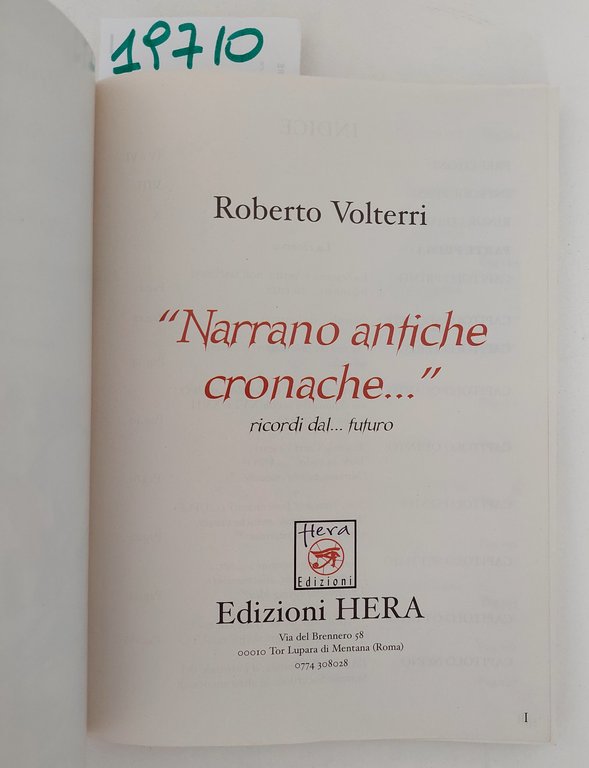 19710
Roberto Volterri
“Narrano antiche
cronache...”
ricordi dal... futuro
Hera
Edizioni
Edizioni HERA
Via del Brennero 58
00010 Tor Lupara di Mentana (Roma)
0774 308028
I
INDICE